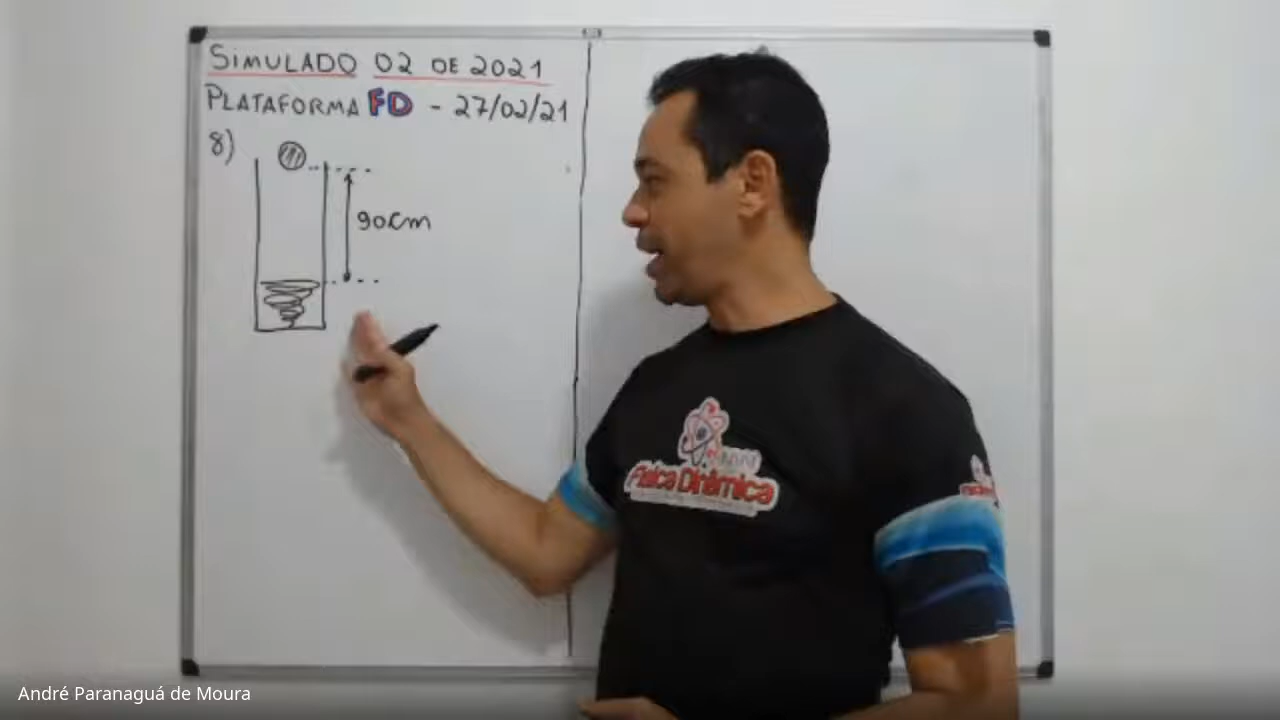 SIMULADO 02 DE 2021
PLATAFORMA FD - 27/02/21
8)
90cm
Física Dinâmica
André Paranaguá de Moura